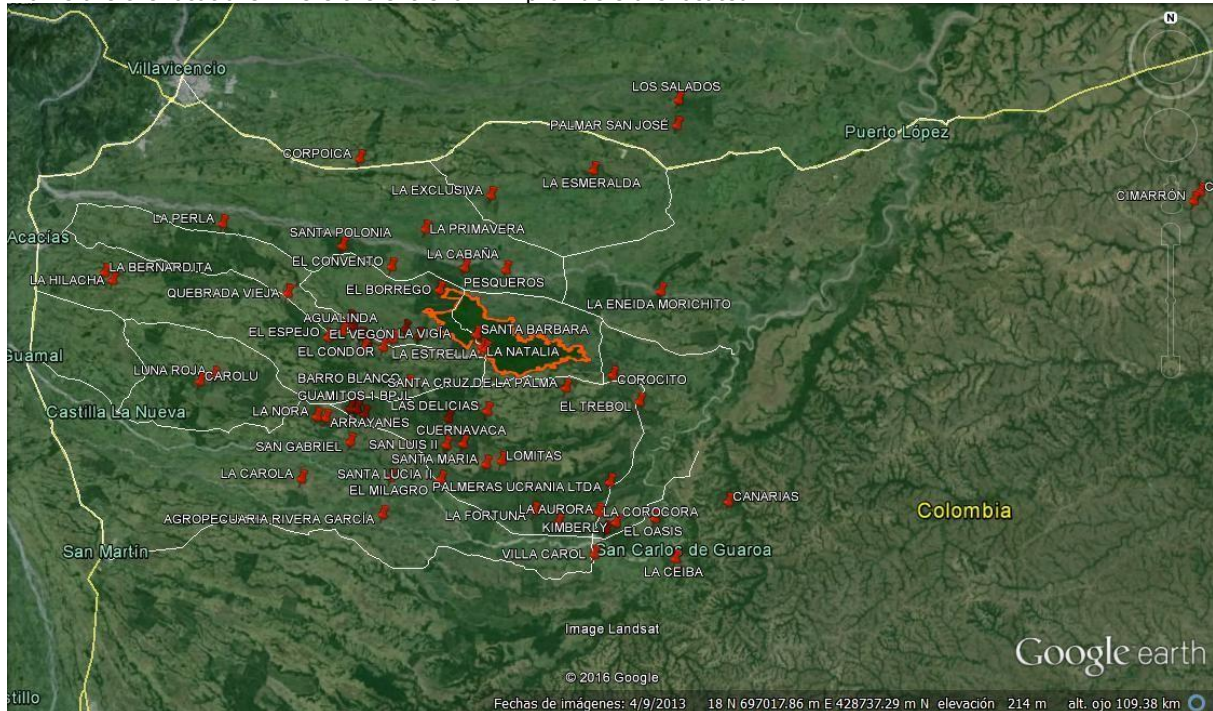 Villavicencio
N
LOS SALADOS
PALMAR SAN JOSÉ
Puerto López
CORPOICA
LA ESMERALDA
LA EXCLUSIVA
CIMARRÓN
LA PERLA
LA PRIMAVERA
Acacías
SANTA POLONIA
LA CABAÑA
EL CONVENTO
LA BERNARDITA
LA HILACHA
PESQUEROS
QUEBRADA VIEJA
EL BORREGO
LA ENEIDA MORICHITO
AGUALINDA
EL ESPEJO
EL VEGÓN
LA VIGÍA
SANTA BARBARA
EL CONDOR
LA ESTRELLA
LA NATALIA
Guamal
LUNA ROJA
CAROLU
BARRO BLANCO
SANTA CRUZ DE LA PALMA
COROCITO
GUAMITOS 1 BPJL
Castilla La Nueva
LA NORA
LAS DELICIAS
EL TREBOL
ARRAYANES
CUERNAVACA
SAN GABRIEL
SAN LUIS II
SANTA MARIA
LOMITAS
LA CAROLA
SANTA LUCIA II
PALMERAS UCRANIA LTDA
EL MILAGRO
CANARIAS
AGROPECUARIA RIVERA GARCÍA
LA FORTUNA
LA AURORA
LA COROCORA
Colombia
KIMBERLY
EL OASIS
San Martín
VILLA CAROL
San Carlos de Guaroa
LA CEIBA
Image Landsat
Google earth
© 2016 Google
Fechas de imágenes: 4/9/2013 18 N 697017.86 m E 428737.29 m N elevación 214 m alt. ojo 109.38 km